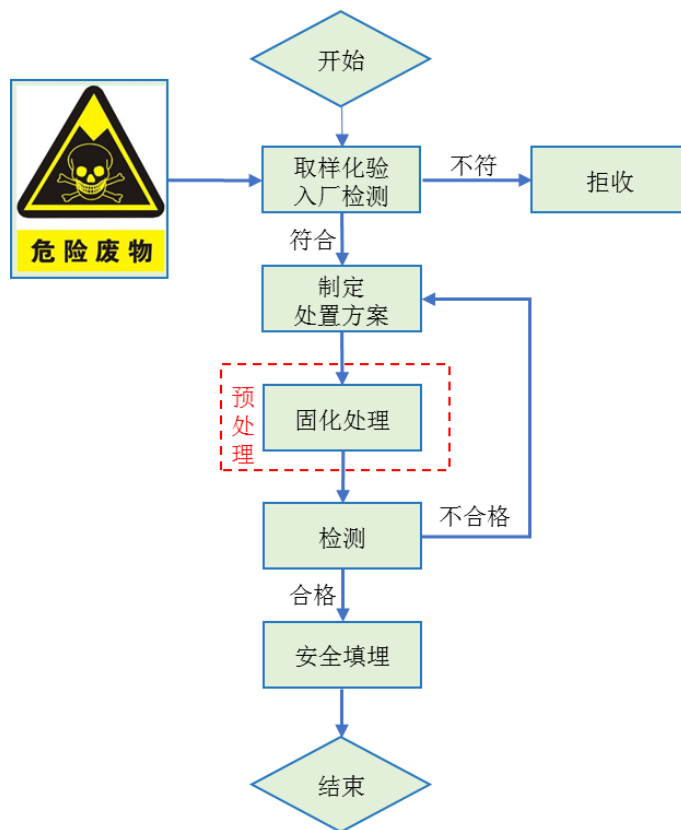 开始
取样化验
入厂检测
不符
拒收
危险废物
符合
制定
处置方案
预
处
理
固化处理
检测
不合格
合格
安全填埋
结束